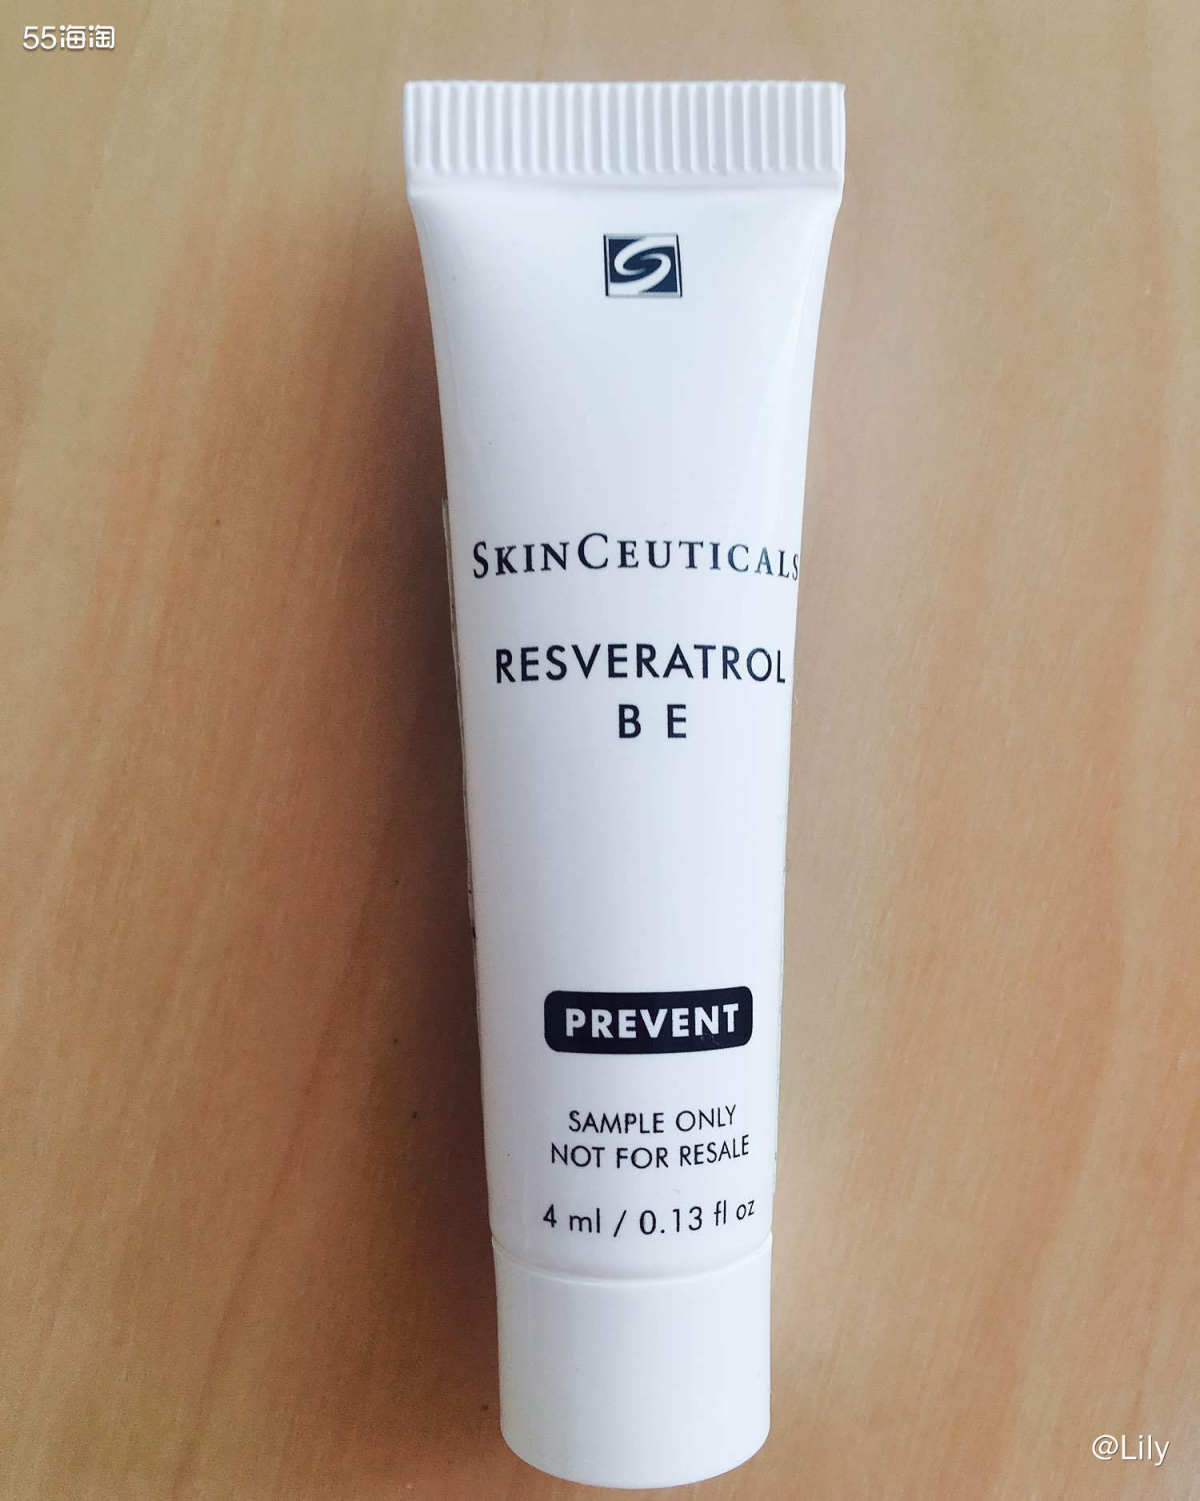 55海淘
SKINCEUTICALS
RESVERATROL
B E
PREVENT
SAMPLE ONLY
NOT FOR RESALE
4 ml / 0.13 fl oz
@Lily